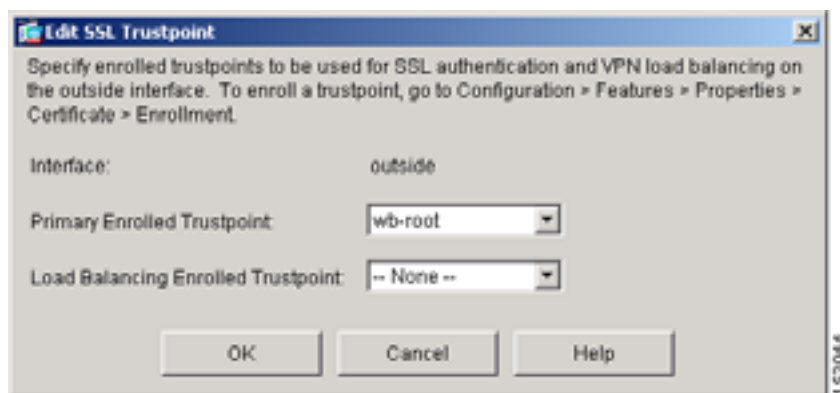 Edit SSL Trustpoint
Specify enrolled trustpoints to be used for SSL authentication and VPN load balancing on
the outside interface. To enroll a trustpoint, go to Configuration > Features > Properties >
Certificate > Enrollment.
Interface: outside
Primary Enrolled Trustpoint: wb-root
Load Balancing Enrolled Trustpoint: -- None --
OK Cancel Help